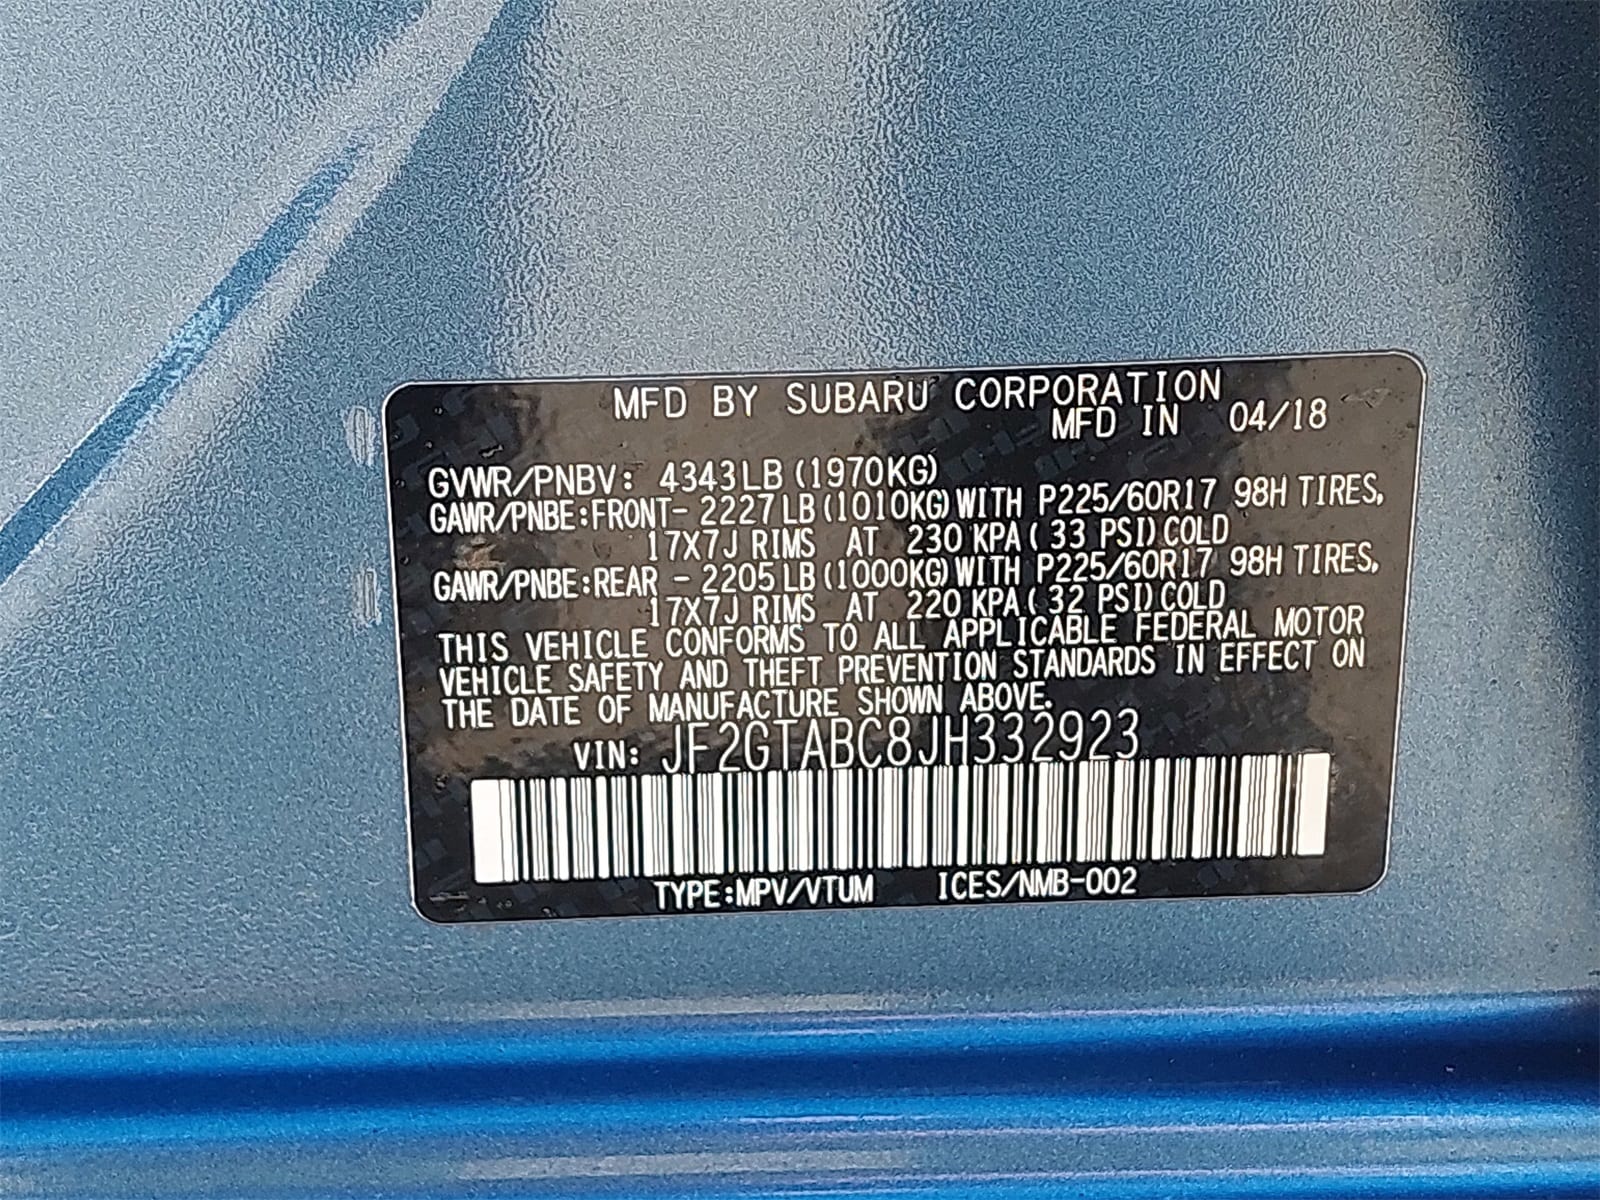 MFD BY SUBARU CORPORATION
MFD IN 04/18
GVWR/PNBV: 4343LB (1970KG)
GAWR/PNBE:FRONT- 2227LB (1010KG)WITH P225/60R17 98H TIRES,
17X7J RIMS AT 230 KPA ( 33 PSI)COLD
GAWR/PNBE:REAR - 2205LB (1000KG)WITH P225/60R17 98H TIRES,
17X7J RIMS AT 220 KPA ( 32 PSI)COLD
THIS VEHICLE CONFORMS TO ALL APPLICABLE FEDERAL MOTOR
VEHICLE SAFETY AND THEFT PREVENTION STANDARDS IN EFFECT ON
THE DATE OF MANUFACTURE SHOWN ABOVE.
VIN: JF2GTABC8JH332923
TYPE:MPV/VTUM ICES/NMB-002